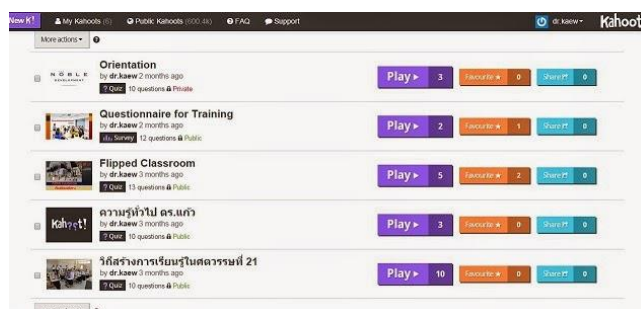 New K! My Kahoots (6) Public Kahoots (600.4k) FAQ Support dr.kaew Kahoot
More actions
Orientation
by dr.kaew 2 months ago
? Quiz 10 questions Private
Play 3 Favourite 0 Share 0
NOBLE
Questionnaire for Training
by dr.kaew 2 months ago
Survey 12 questions Public
Play 2 Favourite 1 Share 0
Flipped Classroom
by dr.kaew 3 months ago
? Quiz 13 questions Public
Play 5 Favourite 2 Share 0
Kahoot!
ความรู้ทั่วไป ดร.แก้ว
by dr.kaew 3 months ago
? Quiz 10 questions Public
Play 3 Favourite 0 Share 0
วิถีสร้างการเรียนรู้ในศตวรรษที่ 21
by dr.kaew 3 months ago
? Quiz 10 questions Public
Play 10 Favourite 0 Share 0